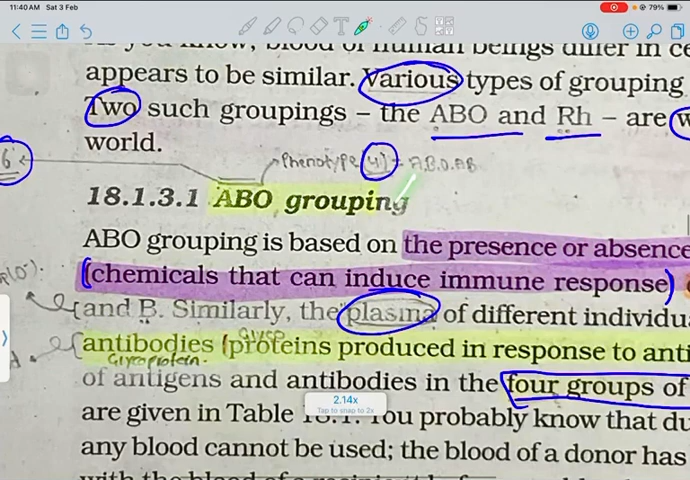 11:40 AM Sat 3 Feb
79%
appears to be similar. Various types of grouping
Two such groupings – the ABO and Rh – are
world.
6
Phenotype (4) - A,B,O,AB
18.1.3.1 ABO grouping
ABO grouping is based on the presence or absence
(chemicals that can induce immune response)
and B. Similarly, the plasma of different
antibodies (proteins produced in response to
Glycoprotein.
of antigens and antibodies in the four groups of
2.14x
Tap to snap to 2x
are given in Table 18.1. You probably know that
any blood cannot be used; the blood of a donor has